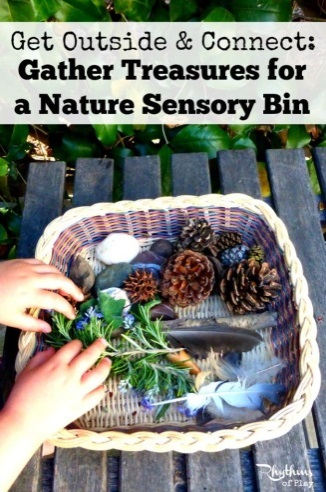 Get Outside & Connect:
Gather Treasures for
a Nature Sensory Bin
Rhythms
of Play